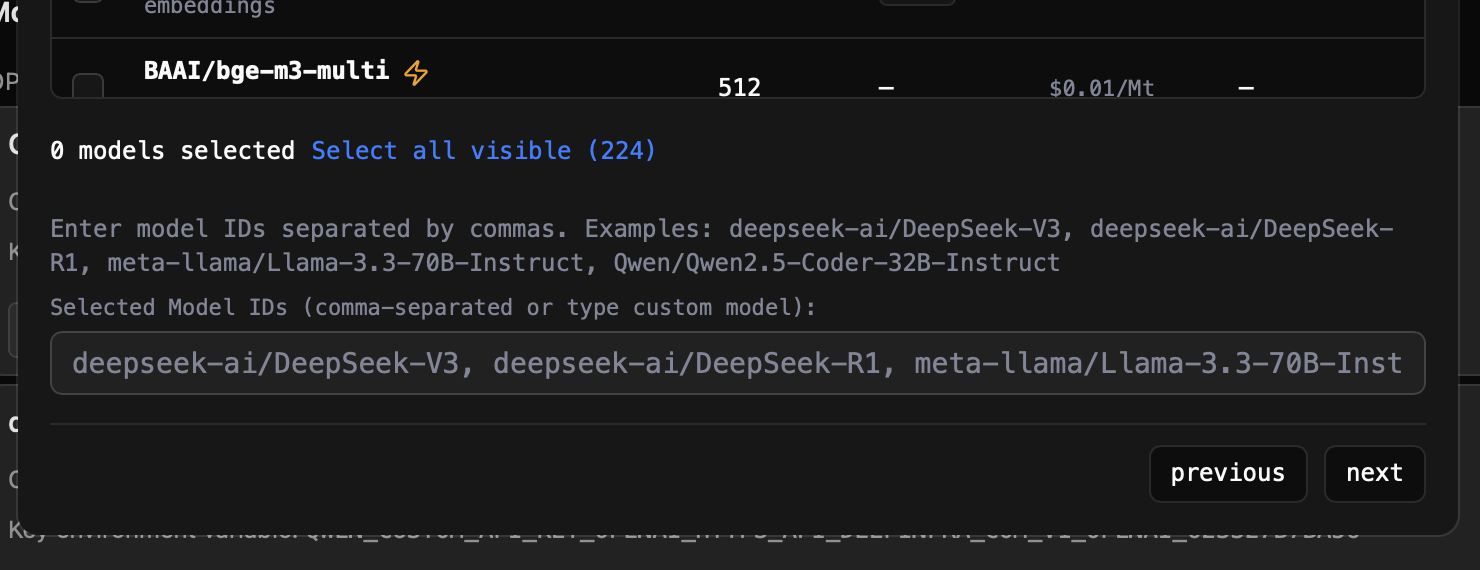 embeddings
BAAI/bge-m3-multi
512 — $0.01/Mt —
0 models selected Select all visible (224)
Enter model IDs separated by commas. Examples: deepseek-ai/DeepSeek-V3, deepseek-ai/DeepSeek-
R1, meta-llama/Llama-3.3-70B-Instruct, Qwen/Qwen2.5-Coder-32B-Instruct
Selected Model IDs (comma-separated or type custom model):
deepseek-ai/DeepSeek-V3, deepseek-ai/DeepSeek-R1, meta-llama/Llama-3.3-70B-Inst
previous next
Key environment variable: